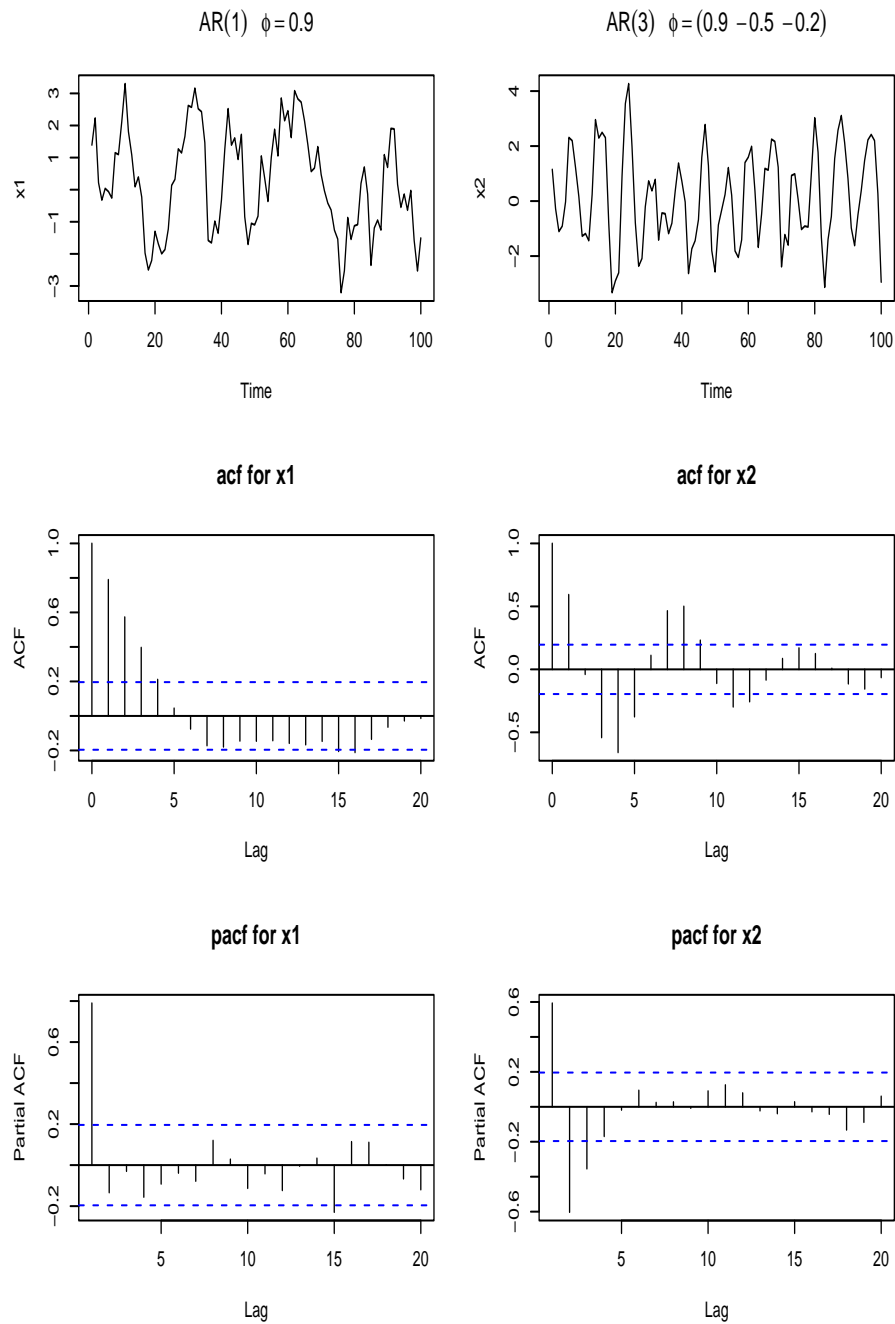 AR(1) ϕ = 0.9
x1
−3
−1
1
2
3
0 20 40 60 80 100
Time
AR(3) ϕ = (0.9 −0.5 −0.2)
x2
−2
0
2
4
0 20 40 60 80 100
Time
acf for x1
ACF
−0.2
0.2
0.6
1.0
0 5 10 15 20
Lag
acf for x2
ACF
−0.5
0.0
0.5
1.0
0 5 10 15 20
Lag
pacf for x1
Partial ACF
−0.2
0.2
0.6
5 10 15 20
Lag
pacf for x2
Partial ACF
−0.6
−0.2
0.2
0.6
5 10 15 20
Lag